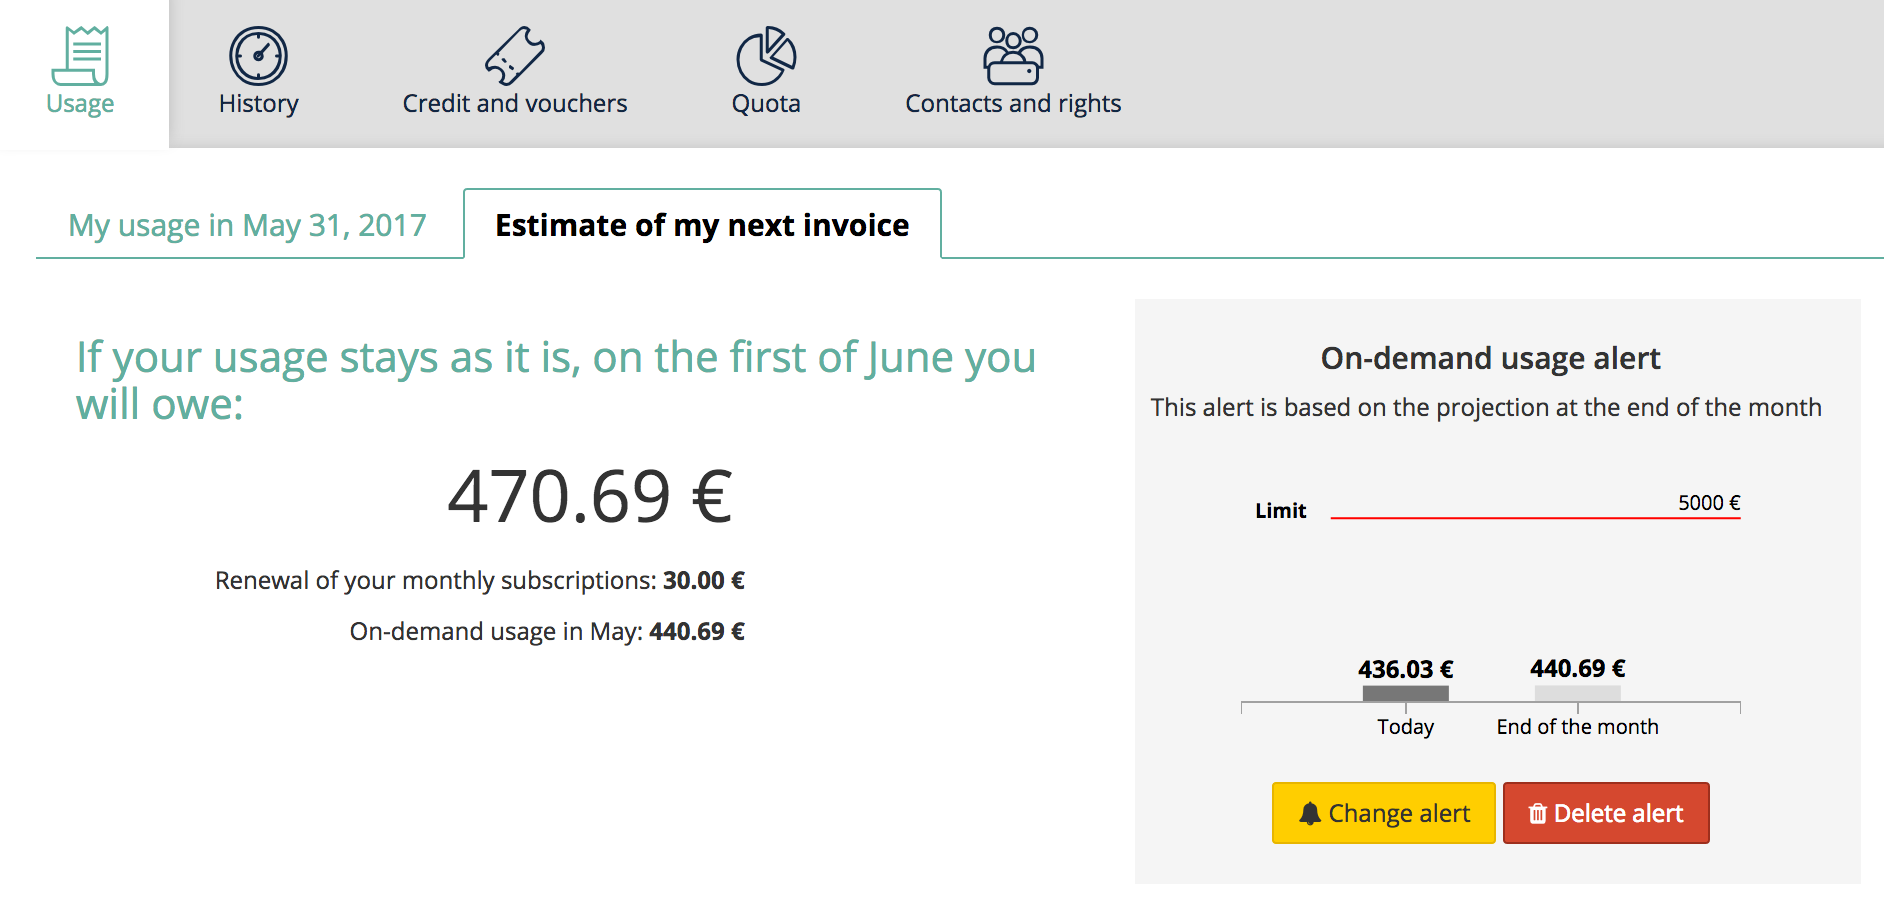 Usage
History
Credit and vouchers
Quota
Contacts and rights
My usage in May 31, 2017
Estimate of my next invoice
If your usage stays as it is, on the first of June you
will owe:
470.69 €
Renewal of your monthly subscriptions: 30.00 €
On-demand usage in May: 440.69 €
On-demand usage alert
This alert is based on the projection at the end of the month
Limit
5000 €
436.03 €
440.69 €
Today
End of the month
Change alert
Delete alert